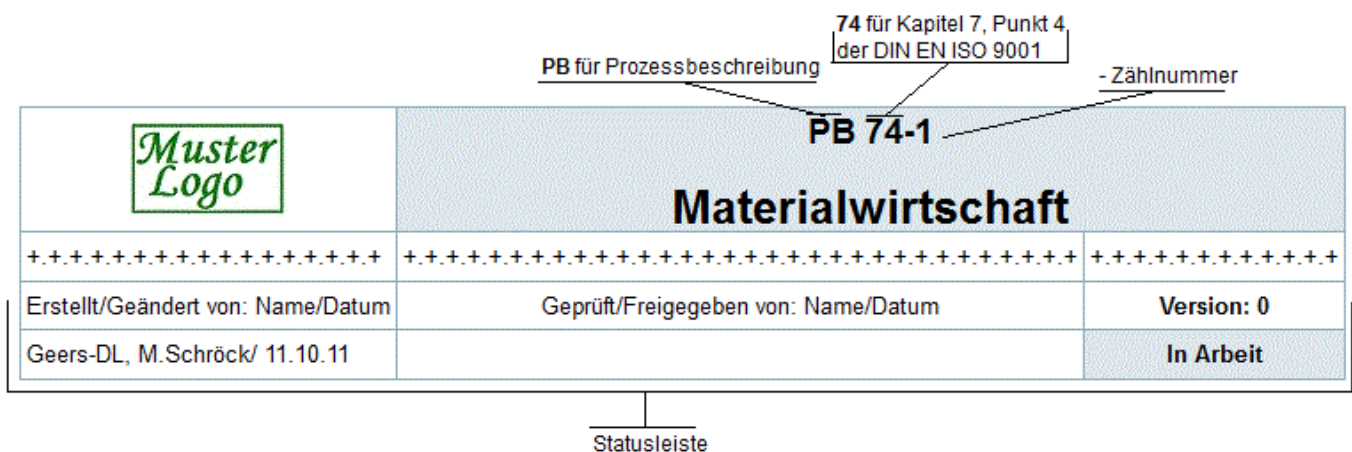 74 für Kapitel 7, Punkt 4
der DIN EN ISO 9001
PB für Prozessbeschreibung
- Zählnummer
Muster
Logo
PB 74-1
Materialwirtschaft
+.+.+.+.+.+.+.+.+.+.+.+.+.+.+.+.+ +.+.+.+.+.+.+.+.+.+.+.+.+.+.+.+.+.+.+.+.+.+.+.+.+.+.+.+.+.+.+.+ +.+.+.+.+.+.+.+.+.+.+.+
Erstellt/Geändert von: Name/Datum Geprüft/Freigegeben von: Name/Datum Version: 0
Geers-DL, M.Schröck/ 11.10.11 In Arbeit
Statusleiste